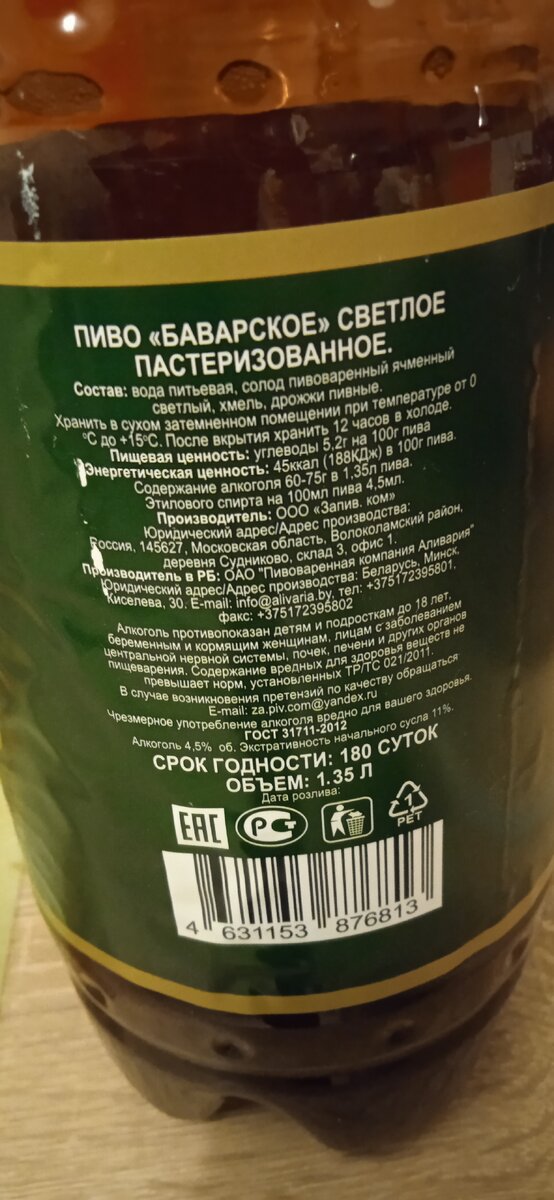 ПИВО «БАВАРСКОЕ» СВЕТЛОЕ
ПАСТЕРИЗОВАННОЕ.
Состав: вода питьевая, солод пивоваренный ячменный
светлый, хмель, дрожжи пивные.
Хранить в сухом затемненном помещении при температуре от 0
°С до +15°С. После вкрытия хранить 12 часов в холоде.
Пищевая ценность: углеводы 5,2г на 100г пива
Энергетическая ценность: 45ккал (188КДж) в 100г пива.
Содержание алкоголя 60-75г в 1,35л пива.
Этилового спирта на 100мл пива 4,5мл.
Производитель: ООО «Запив. ком»
Юридический адрес/Адрес производства:
Россия, 145627, Московская область, Волоколамский район,
деревня Судниково, склад 3, офис 1.
Производитель в РБ: ОАО "Пивоваренная компания Аливария"
Юридический адрес/Адрес производства: Беларусь, Минск,
Киселева, 30. E-mail: info@alivaria.by, тел: +375172395801,
факс: +375172395802
Алкоголь противопоказан детям и подросткам до 18 лет,
беременным и кормящим женщинам, лицам с заболеванием
центральной нервной системы, почек, печени и других органов
пищеварения. Содержание вредных для здоровья веществ не
превышает норм, установленных ТР/ТС 021/2011.
В случае возникновения претензий по качеству обращаться
E-mail: za.piv.com@yandex.ru
Чрезмерное употребление алкоголя вредно для вашего здоровья.
ГОСТ 31711-2012
Алкоголь 4,5% об. Экстративность начального сусла 11%.
СРОК ГОДНОСТИ: 180 СУТОК
ОБЪЕМ: 1.35 Л
Дата розлива:
EAC
РСТ
1
PET
4 631153 876813